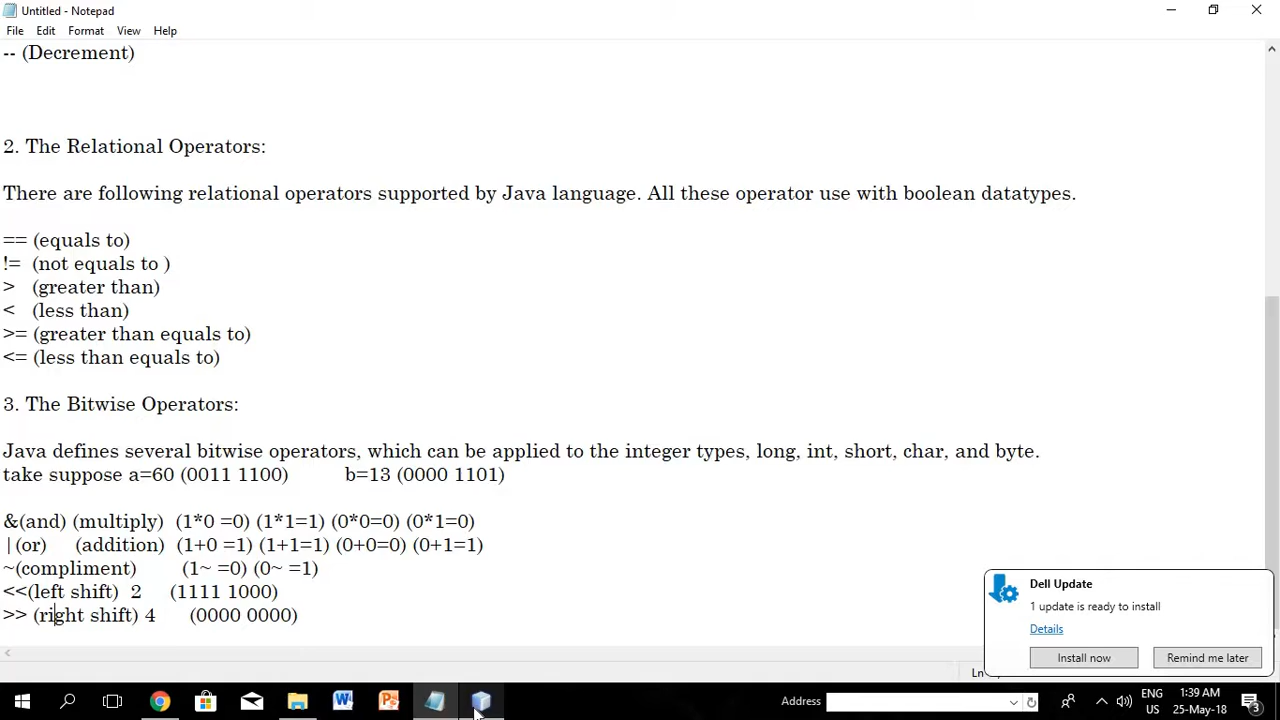 Untitled - Notepad
File Edit Format View Help
-- (Decrement)
2. The Relational Operators:
There are following relational operators supported by Java language. All these operator use with boolean datatypes.
== (equals to)
!= (not equals to )
> (greater than)
< (less than)
>= (greater than equals to)
<= (less than equals to)
3. The Bitwise Operators:
Java defines several bitwise operators, which can be applied to the integer types, long, int, short, char, and byte.
take suppose a=60 (0011 1100) b=13 (0000 1101)
&(and) (multiply) (1*0 =0) (1*1=1) (0*0=0) (0*1=0)
|(or) (addition) (1+0 =1) (1+1=1) (0+0=0) (0+1=1)
~(compliment) (1~ =0) (0~ =1)
<<(left shift) 2 (1111 1000)
>> (right shift) 4 (0000 0000)
Dell Update
1 update is ready to install
Details
Install now Remind me later
Ln
Address
ENG
US
1:39 AM
25-May-18
3